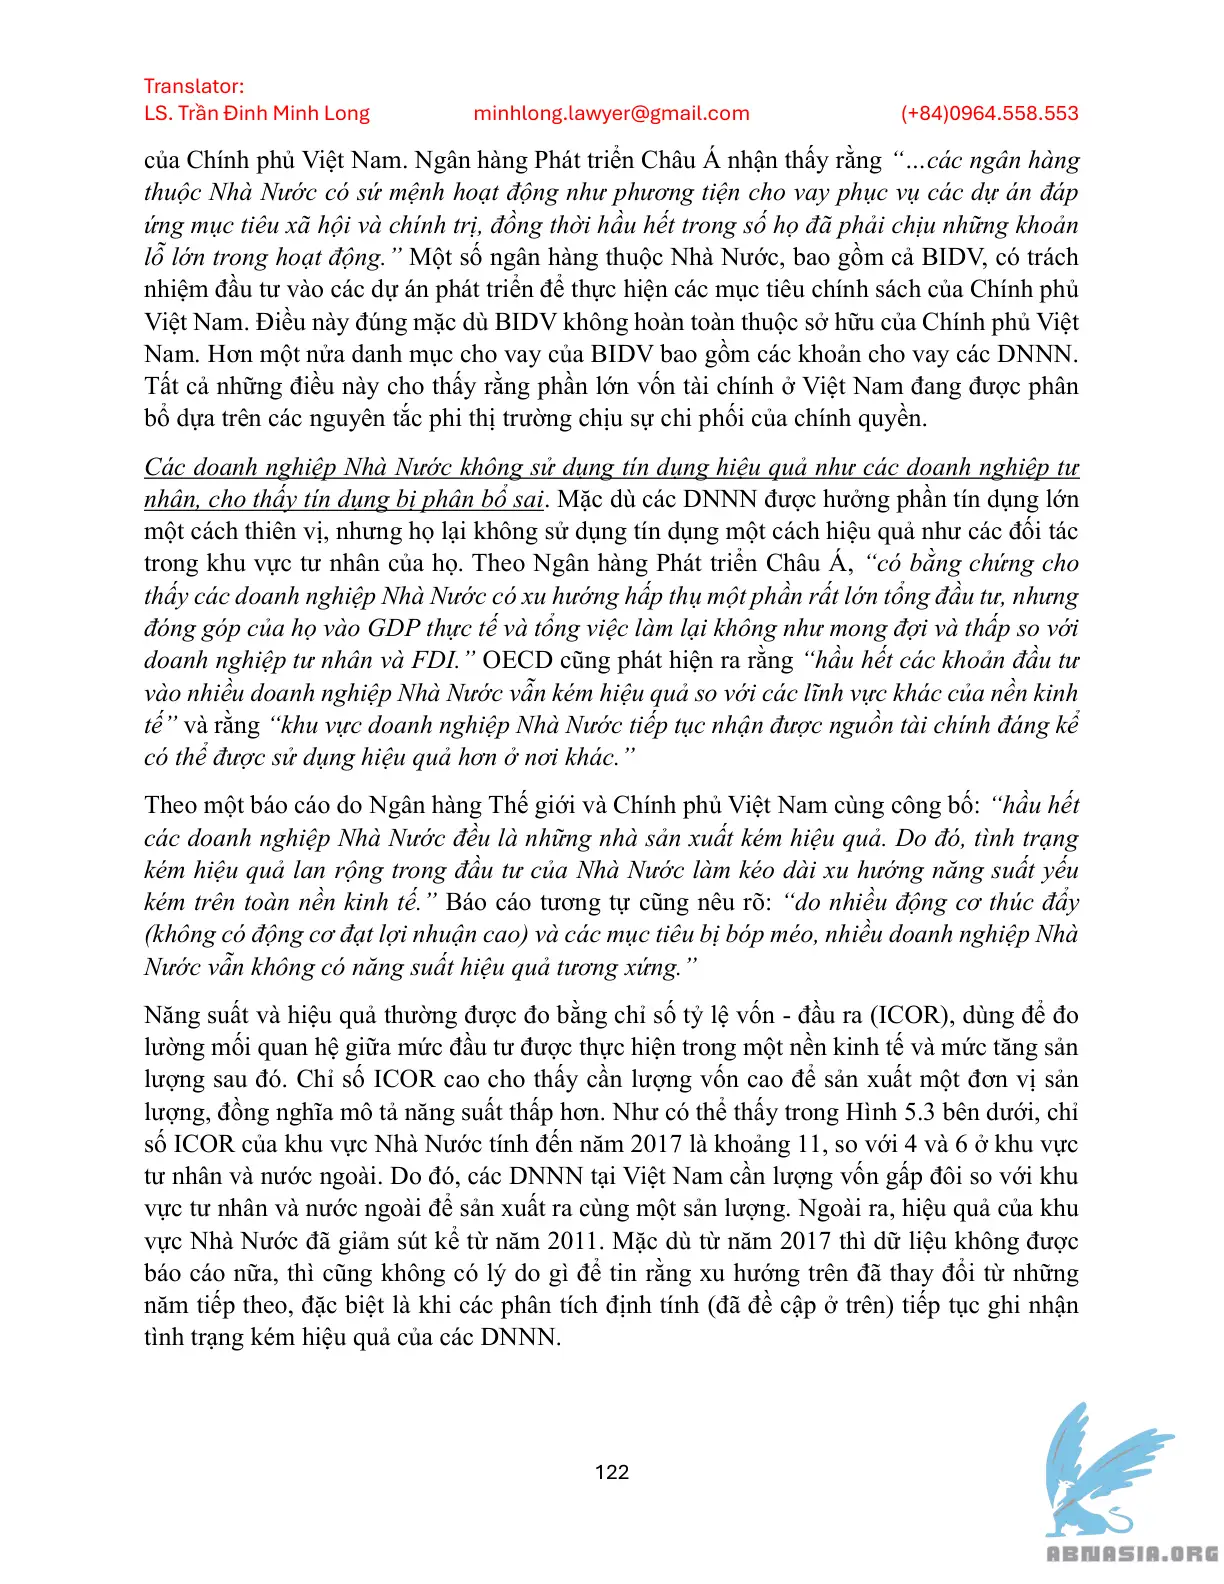 Translator:
LS. Trần Đình Minh Long minhlong.lawyer@gmail.com (+84)0964.558.553
của Chính phủ Việt Nam. Ngân hàng Phát triển Châu Á nhận thấy rằng “…các ngân hàng
thuộc Nhà Nước có sứ mệnh hoạt động như phương tiện cho vay phục vụ các dự án đáp
ứng mục tiêu xã hội và chính trị, đồng thời hầu hết trong số họ đã phải chịu những khoản
lỗ lớn trong hoạt động.” Một số ngân hàng thuộc Nhà Nước, bao gồm cả BIDV, có trách
nhiệm đầu tư vào các dự án phát triển để thực hiện các mục tiêu chính sách của Chính phủ
Việt Nam. Điều này đúng mặc dù BIDV không hoàn toàn thuộc sở hữu của Chính phủ Việt
Nam. Hơn một nửa danh mục cho vay của BIDV bao gồm các khoản cho vay các DNNN.
Tất cả những điều này cho thấy rằng phần lớn vốn tài chính ở Việt Nam đang được phân
bổ dựa trên các nguyên tắc phi thị trường chịu sự chi phối của chính quyền.
Các doanh nghiệp Nhà Nước không sử dụng tín dụng hiệu quả như các doanh nghiệp tư
nhân, cho thấy tín dụng bị phân bổ sai. Mặc dù các DNNN được hưởng phần tín dụng lớn
một cách thiên vị, nhưng họ lại không sử dụng tín dụng một cách hiệu quả như các đối tác
trong khu vực tư nhân của họ. Theo Ngân hàng Phát triển Châu Á, “có bằng chứng cho
thấy các doanh nghiệp Nhà Nước có xu hướng hấp thụ một phần rất lớn tổng đầu tư, nhưng
đóng góp của họ vào GDP thực tế và tổng việc làm lại không như mong đợi và thấp so với
doanh nghiệp tư nhân và FDI.” OECD cũng phát hiện ra rằng “hầu hết các khoản đầu tư
vào nhiều doanh nghiệp Nhà Nước vẫn kém hiệu quả so với các lĩnh vực khác của nền kinh
tế” và rằng “khu vực doanh nghiệp Nhà Nước tiếp tục nhận được nguồn tài chính đáng kể
có thể được sử dụng hiệu quả hơn ở nơi khác.”
Theo một báo cáo do Ngân hàng Thế giới và Chính phủ Việt Nam cùng công bố: “hầu hết
các doanh nghiệp Nhà Nước đều là những nhà sản xuất kém hiệu quả. Do đó, tình trạng
kém hiệu quả lan rộng trong đầu tư của Nhà Nước làm kéo dài xu hướng năng suất yếu
kém trên toàn nền kinh tế.” Báo cáo tương tự cũng nêu rõ: “do nhiều động cơ thúc đẩy
(không có động cơ đạt lợi nhuận cao) và các mục tiêu bị bóp méo, nhiều doanh nghiệp Nhà
Nước vẫn không có năng suất hiệu quả tương xứng.”
Năng suất và hiệu quả thường được đo bằng chỉ số tỷ lệ vốn - đầu ra (ICOR), dùng để đo
lường mối quan hệ giữa mức đầu tư được thực hiện trong một nền kinh tế và mức tăng sản
lượng sau đó. Chỉ số ICOR cao cho thấy cần lượng vốn cao để sản xuất một đơn vị sản
lượng, đồng nghĩa mô tả năng suất thấp hơn. Như có thể thấy trong Hình 5.3 bên dưới, chỉ
số ICOR của khu vực Nhà Nước tính đến năm 2017 là khoảng 11, so với 4 và 6 ở khu vực
tư nhân và nước ngoài. Do đó, các DNNN tại Việt Nam cần lượng vốn gấp đôi so với khu
vực tư nhân và nước ngoài để sản xuất ra cùng một sản lượng. Ngoài ra, hiệu quả của khu
vực Nhà Nước đã giảm sút kể từ năm 2011. Mặc dù từ năm 2017 thì dữ liệu không được
báo cáo nữa, thì cũng không có lý do gì để tin rằng xu hướng trên đã thay đổi từ những
năm tiếp theo, đặc biệt là khi các phân tích định tính (đã đề cập ở trên) tiếp tục ghi nhận
tình trạng kém hiệu quả của các DNNN.
122
ABNASIA.ORG